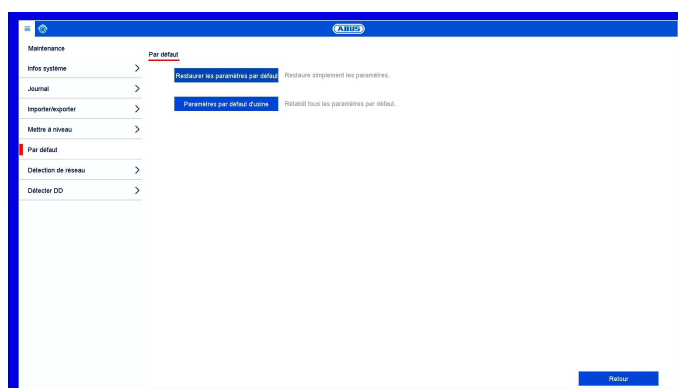 ABUS
Maintenance
Par défaut
Infos système
Restaurer les paramètres par défaut
Restaure simplement les paramètres.
Journal
Importer/exporter
Paramètres par défaut d'usine
Rétablit tous les paramètres par défaut.
Mettre à niveau
Par défaut
Détection de réseau
Détecter DD
Retour